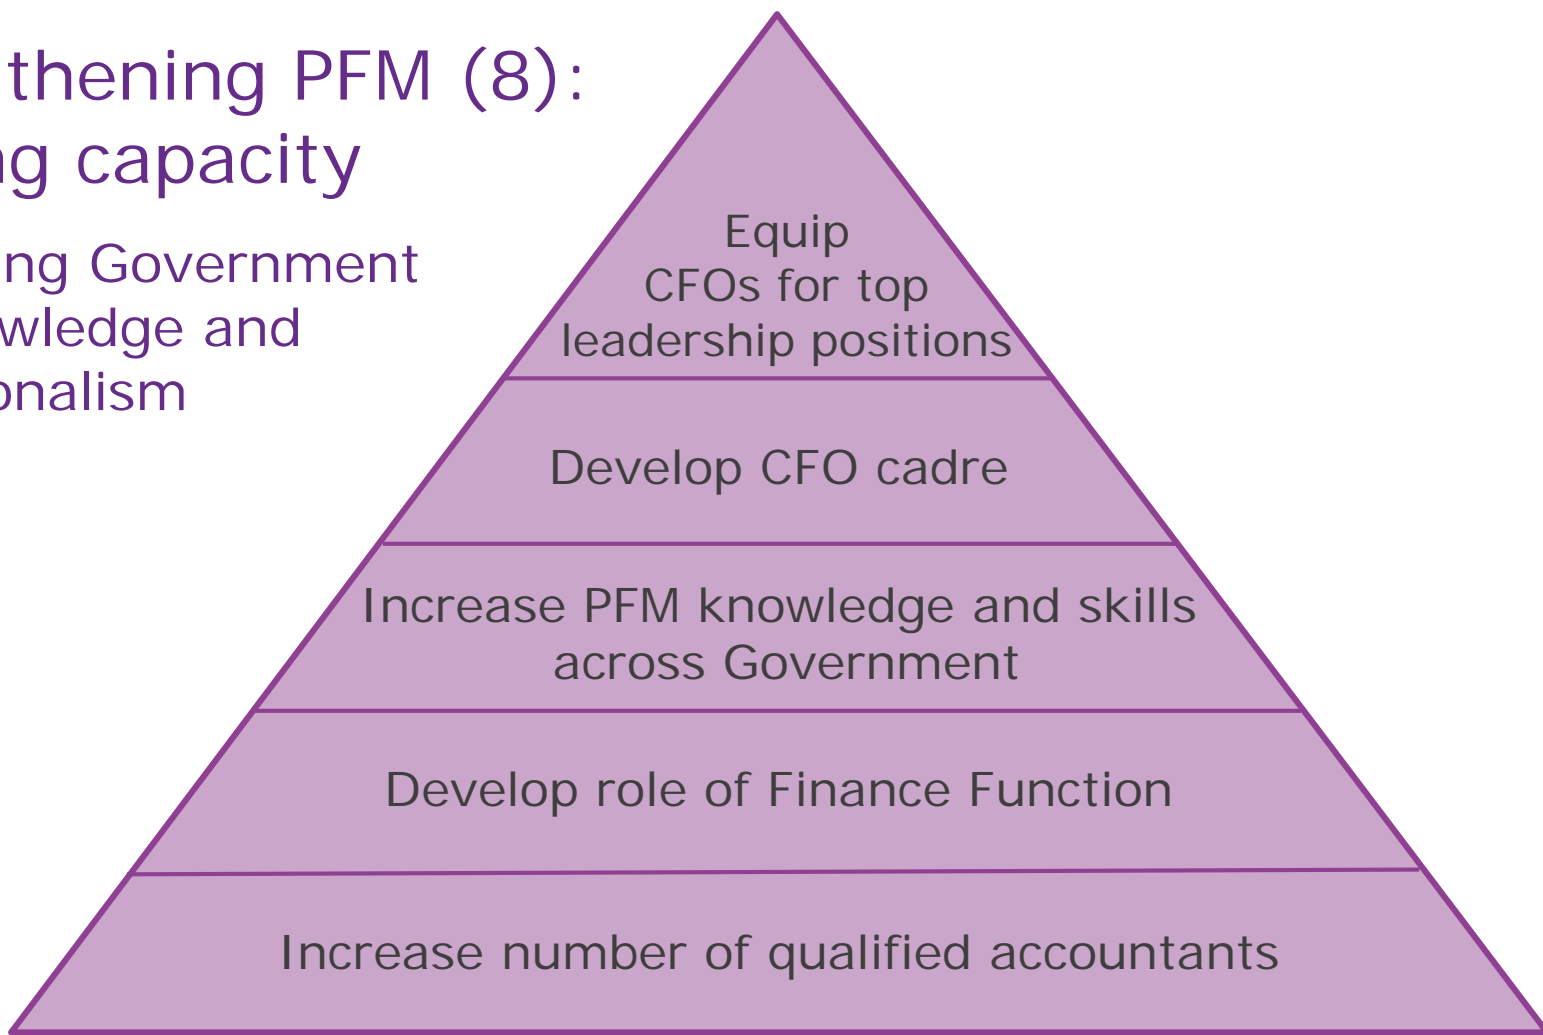 thening PFM (8):
ng capacity
ing Government
wledge and
onalism
Equip
CFOs for top
leadership positions
Develop CFO cadre
Increase PFM knowledge and skills
across Government
Develop role of Finance Function
Increase number of qualified accountants